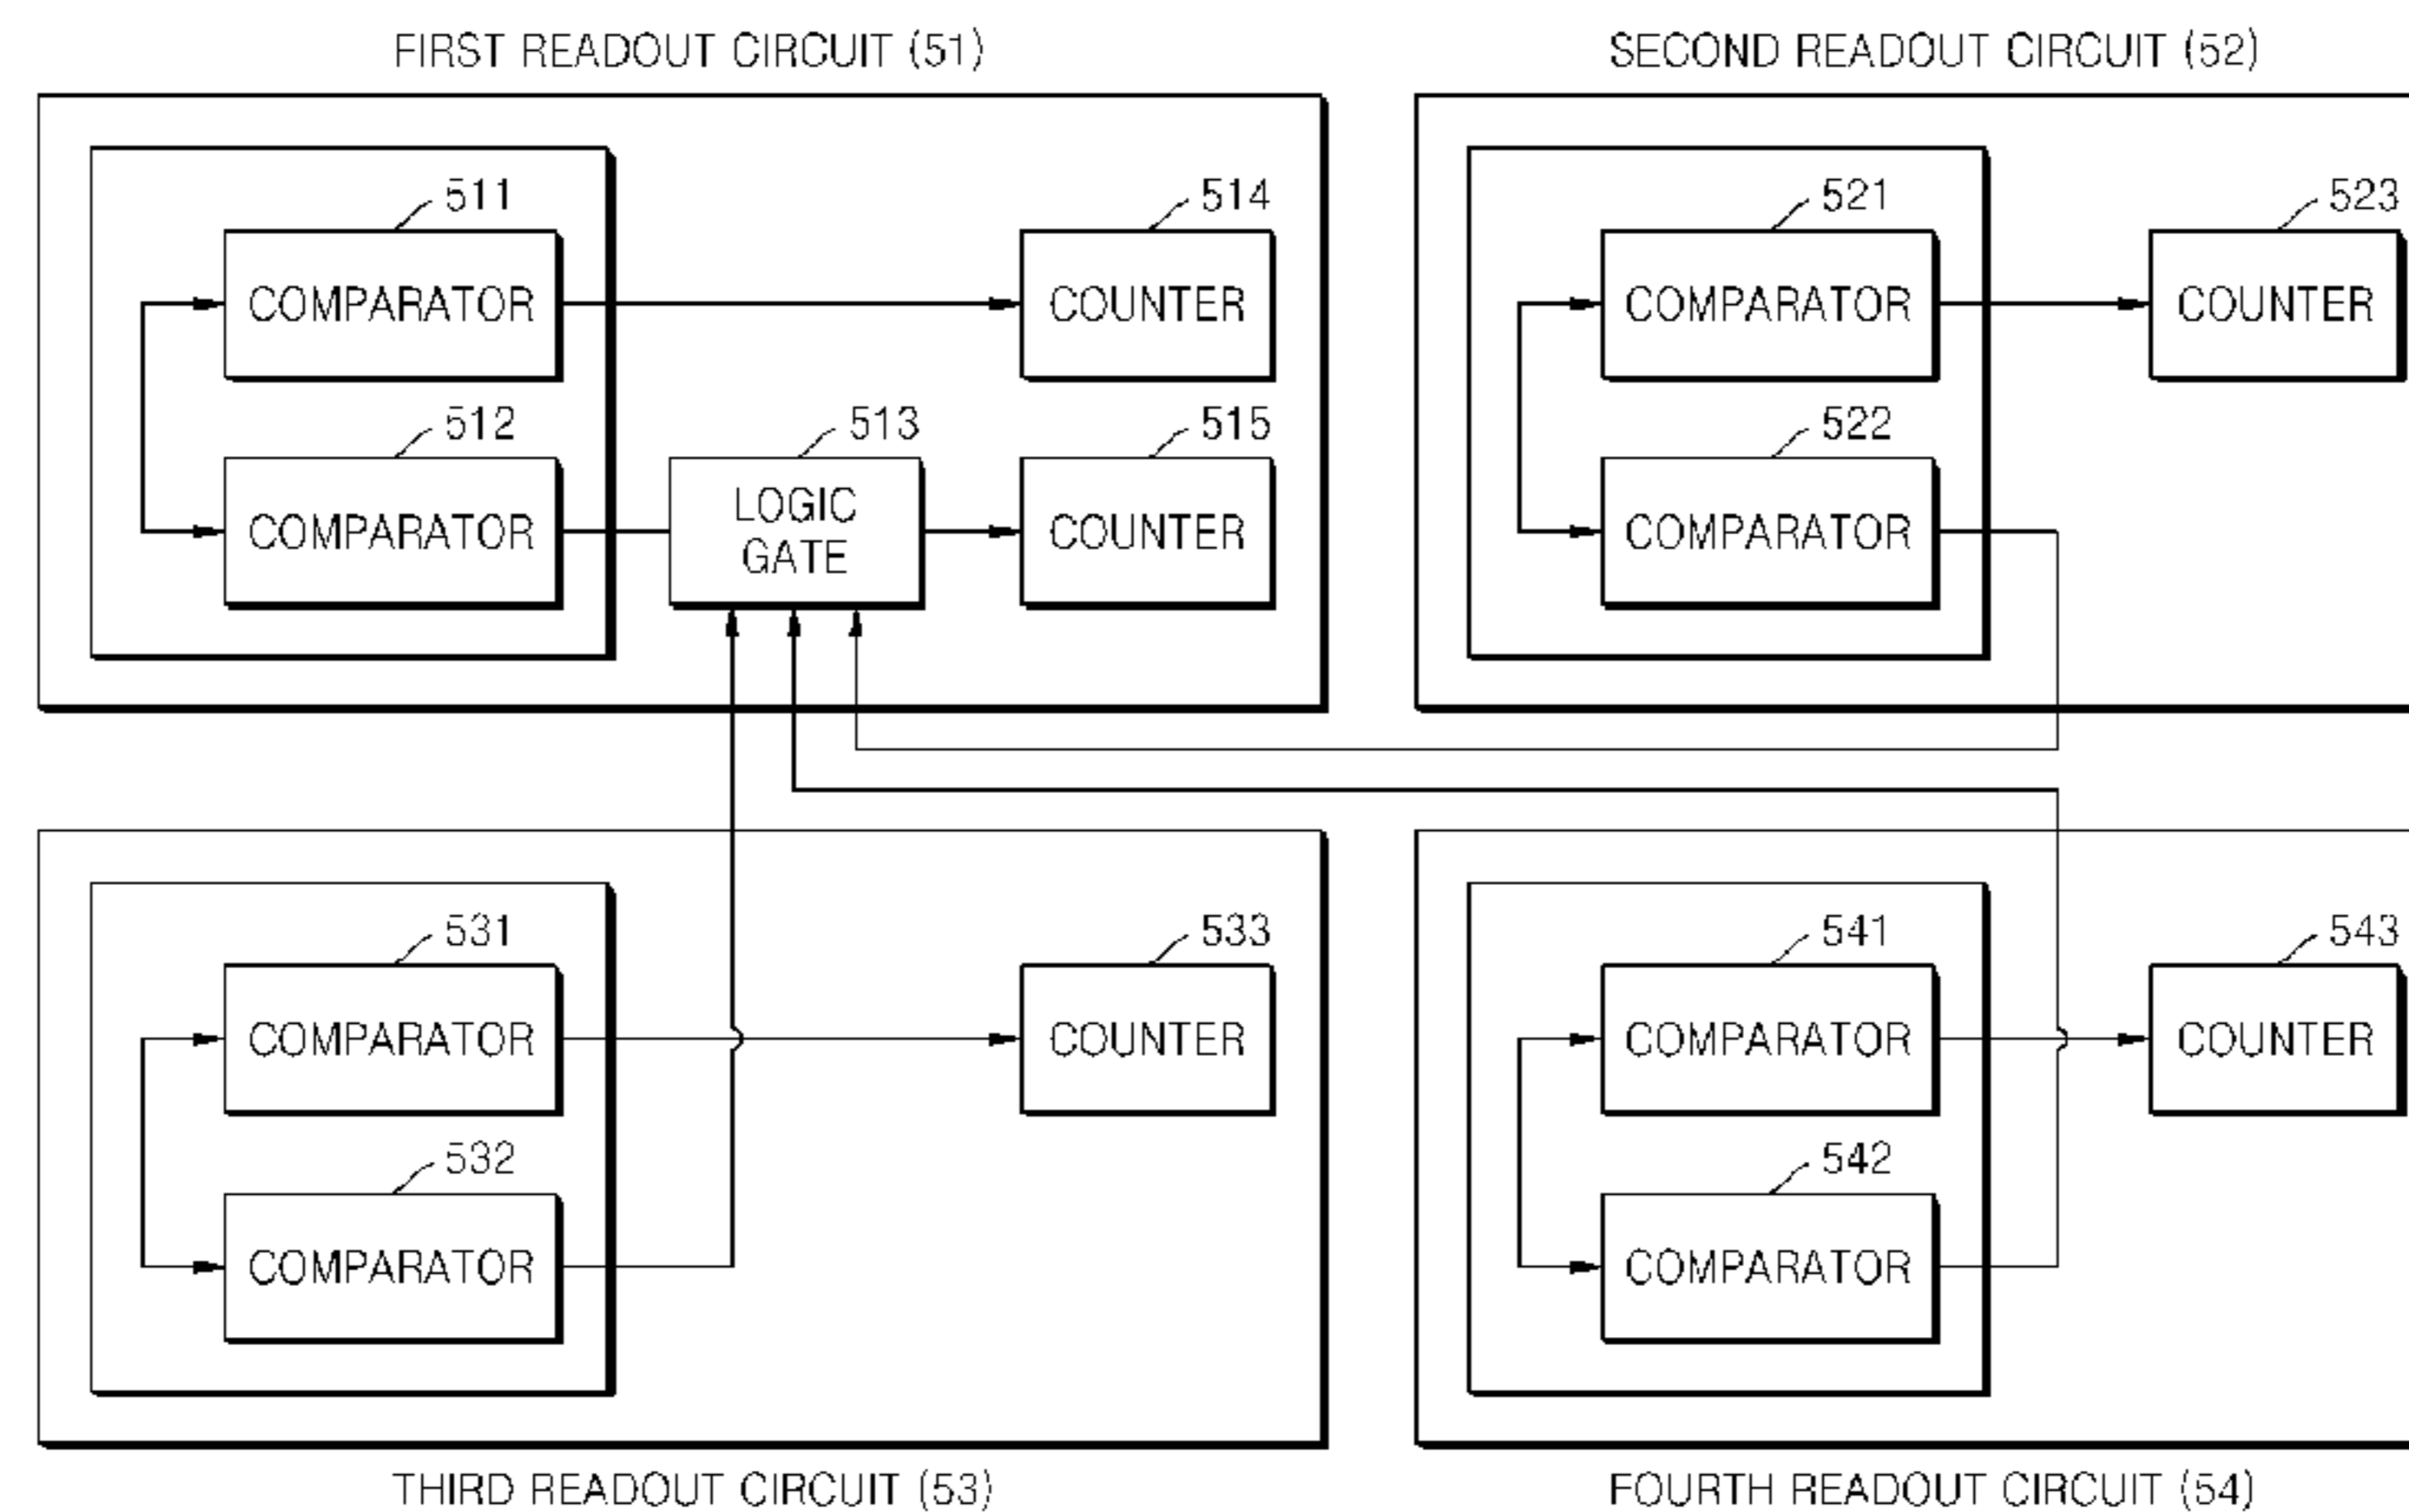 FIRST READOUT CIRCUIT (51)
SECOND READOUT CIRCUIT (52)
511
514
521
523
COMPARATOR
COUNTER
COMPARATOR
COUNTER
512
513
515
522
COMPARATOR
LOGIC
GATE
COUNTER
COMPARATOR
531
533
541
543
COMPARATOR
COUNTER
COMPARATOR
COUNTER
532
542
COMPARATOR
COMPARATOR
THIRD READOUT CIRCUIT (53)
FOURTH READOUT CIRCUIT (54)